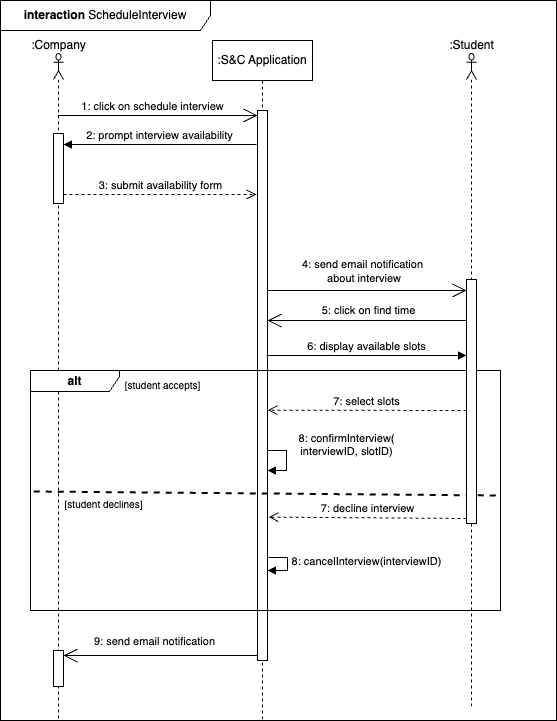 interaction ScheduleInterview
:Company
:S&C Application
:Student
1: click on schedule interview
2: prompt interview availability
3: submit availability form
4: send email notification
about interview
5: click on find time
6: display available slots
alt
[student accepts]
7: select slots
8: confirmInterview(
interviewID, slotID)
[student declines]
7: decline interview
8: cancelInterview(interviewID)
9: send email notification